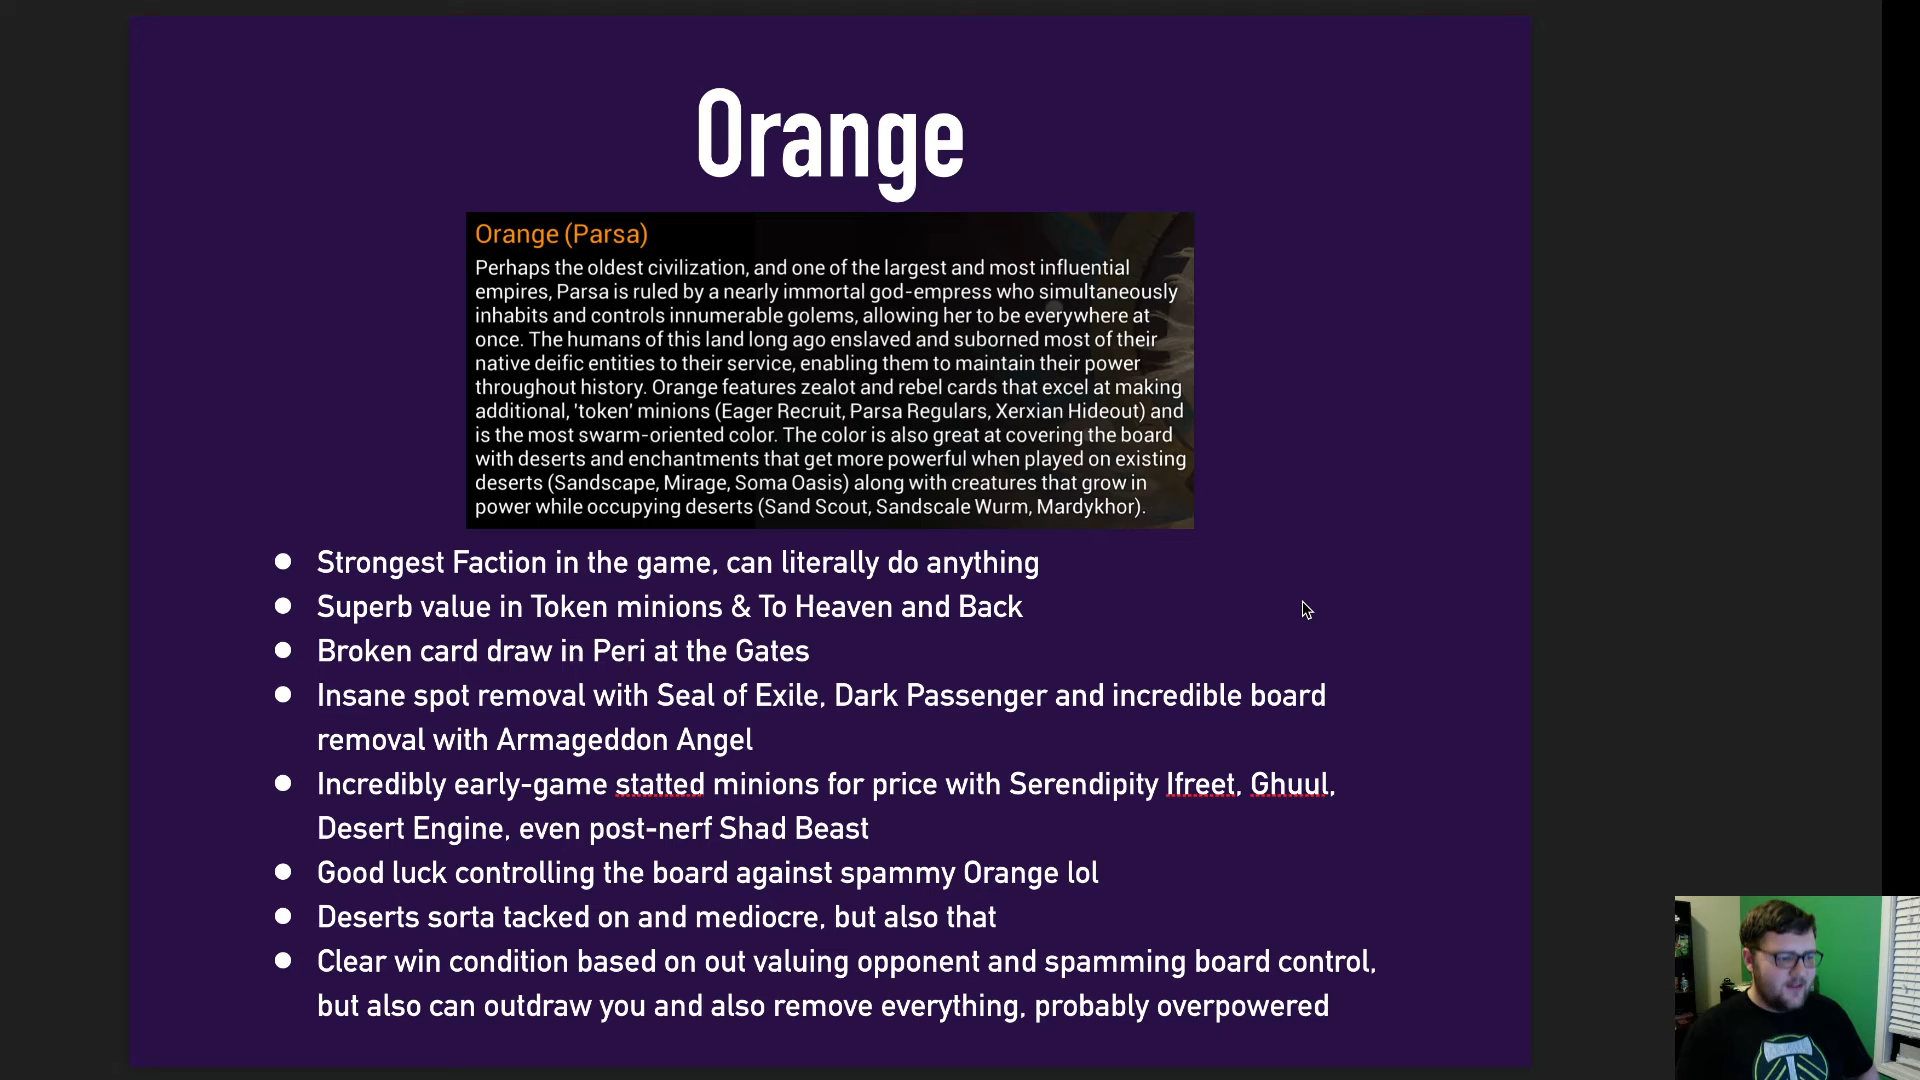 Orange
Orange (Parsa)
Perhaps the oldest civilization, and one of the largest and most influential
empires, Parsa is ruled by a nearly immortal god-empress who simultaneously
inhabits and controls innumerable golems, allowing her to be everywhere at
once. The humans of this land long ago enslaved and suborned most of their
native deific entities to their service, enabling them to maintain their power
throughout history. Orange features zealot and rebel cards that excel at making
additional, 'token' minions (Eager Recruit, Parsa Regulars, Xerxian Hideout) and
is the most swarm-oriented color. The color is also great at covering the board
with deserts and enchantments that get more powerful when played on existing
deserts (Sandscape, Mirage, Soma Oasis) along with creatures that grow in
power while occupying deserts (Sand Scout, Sandscale Wurm, Mardykhor).
● Strongest Faction in the game, can literally do anything
● Superb value in Token minions & To Heaven and Back
● Broken card draw in Peri at the Gates
● Insane spot removal with Seal of Exile, Dark Passenger and incredible board
removal with Armageddon Angel
● Incredibly early-game statted minions for price with Serendipity Ifreet, Ghuul,
Desert Engine, even post-nerf Shad Beast
● Good luck controlling the board against spammy Orange lol
● Deserts sorta tacked on and mediocre, but also that
● Clear win condition based on out valuing opponent and spamming board control,
but also can outdraw you and also remove everything, probably overpowered